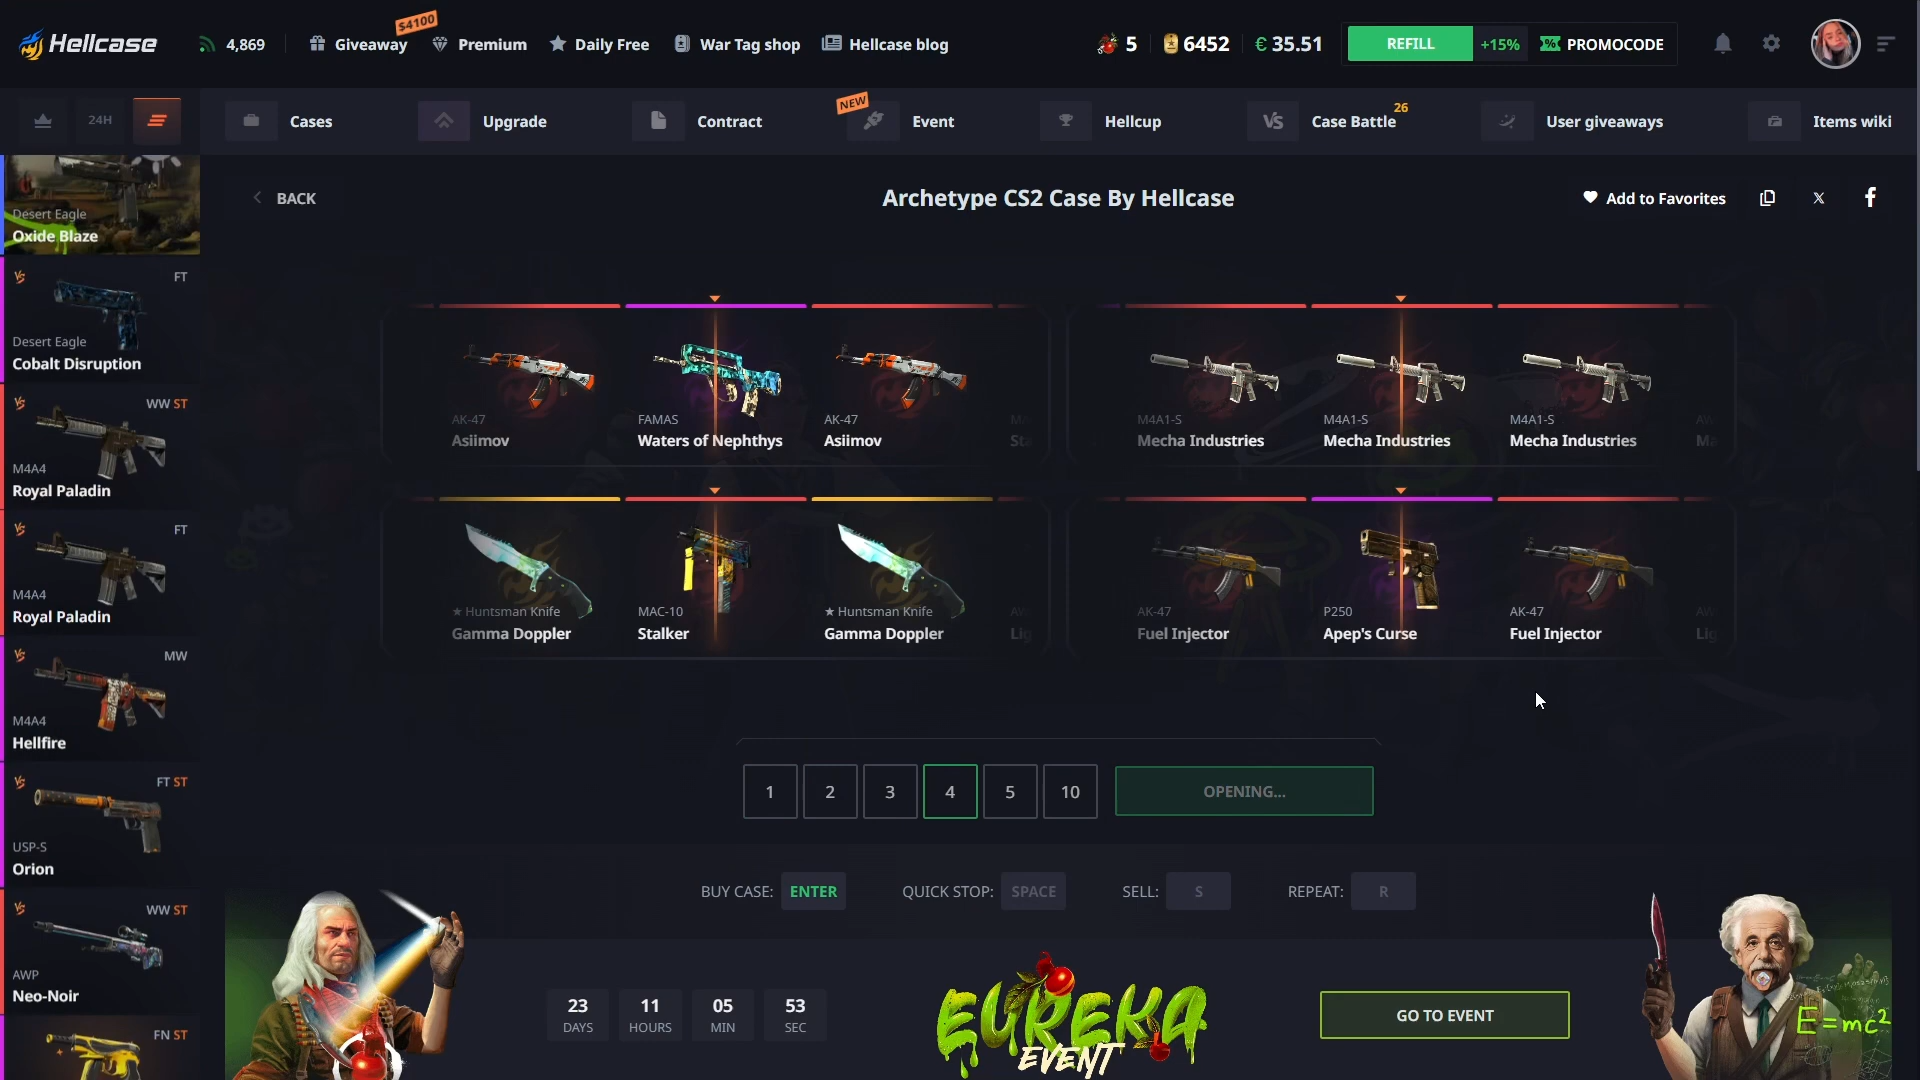 Hellcase
4,869
Giveaway
$4100
Premium
Daily Free
War Tag shop
Hellcase blog
5
6452
€ 35.51
REFILL
+15%
PROMOCODE
24H
Cases
Upgrade
Contract
NEW
Event
Hellcup
VS
Case Battle
26
User giveaways
Items wiki
BACK
Archetype CS2 Case By Hellcase
Add to Favorites
Desert Eagle
Oxide Blaze
FT
Desert Eagle
Cobalt Disruption
WW ST
M4A4
Royal Paladin
FT
M4A4
Royal Paladin
MW
M4A4
Hellfire
FT ST
USP-S
Orion
WW ST
AWP
Neo-Noir
FN ST
AK-47
Asiimov
FAMAS
Waters of Nephthys
AK-47
Asiimov
M4A1-S
Mecha Industries
M4A1-S
Mecha Industries
M4A1-S
Mecha Industries
★ Huntsman Knife
Gamma Doppler
MAC-10
Stalker
★ Huntsman Knife
Gamma Doppler
AK-47
Fuel Injector
P250
Apep's Curse
AK-47
Fuel Injector
1
2
3
4
5
10
OPENING...
BUY CASE: ENTER
QUICK STOP: SPACE
SELL: S
REPEAT: R
23
DAYS
11
HOURS
05
MIN
53
SEC
EUREKA
EVENT
GO TO EVENT
E=mc²